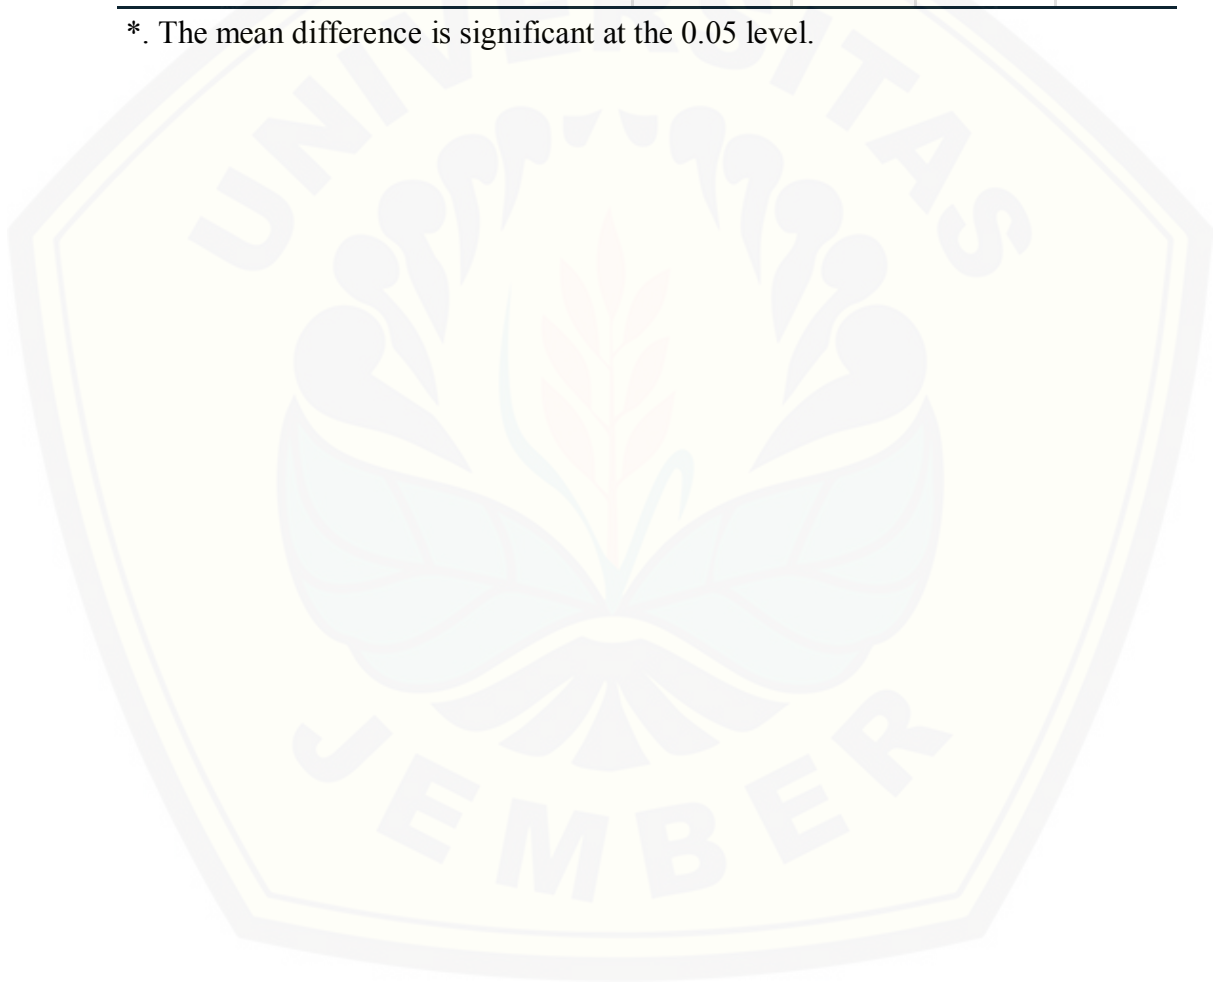 *. The mean difference is significant at the 0.05 level.
UNIVERSITAS
JEMBER